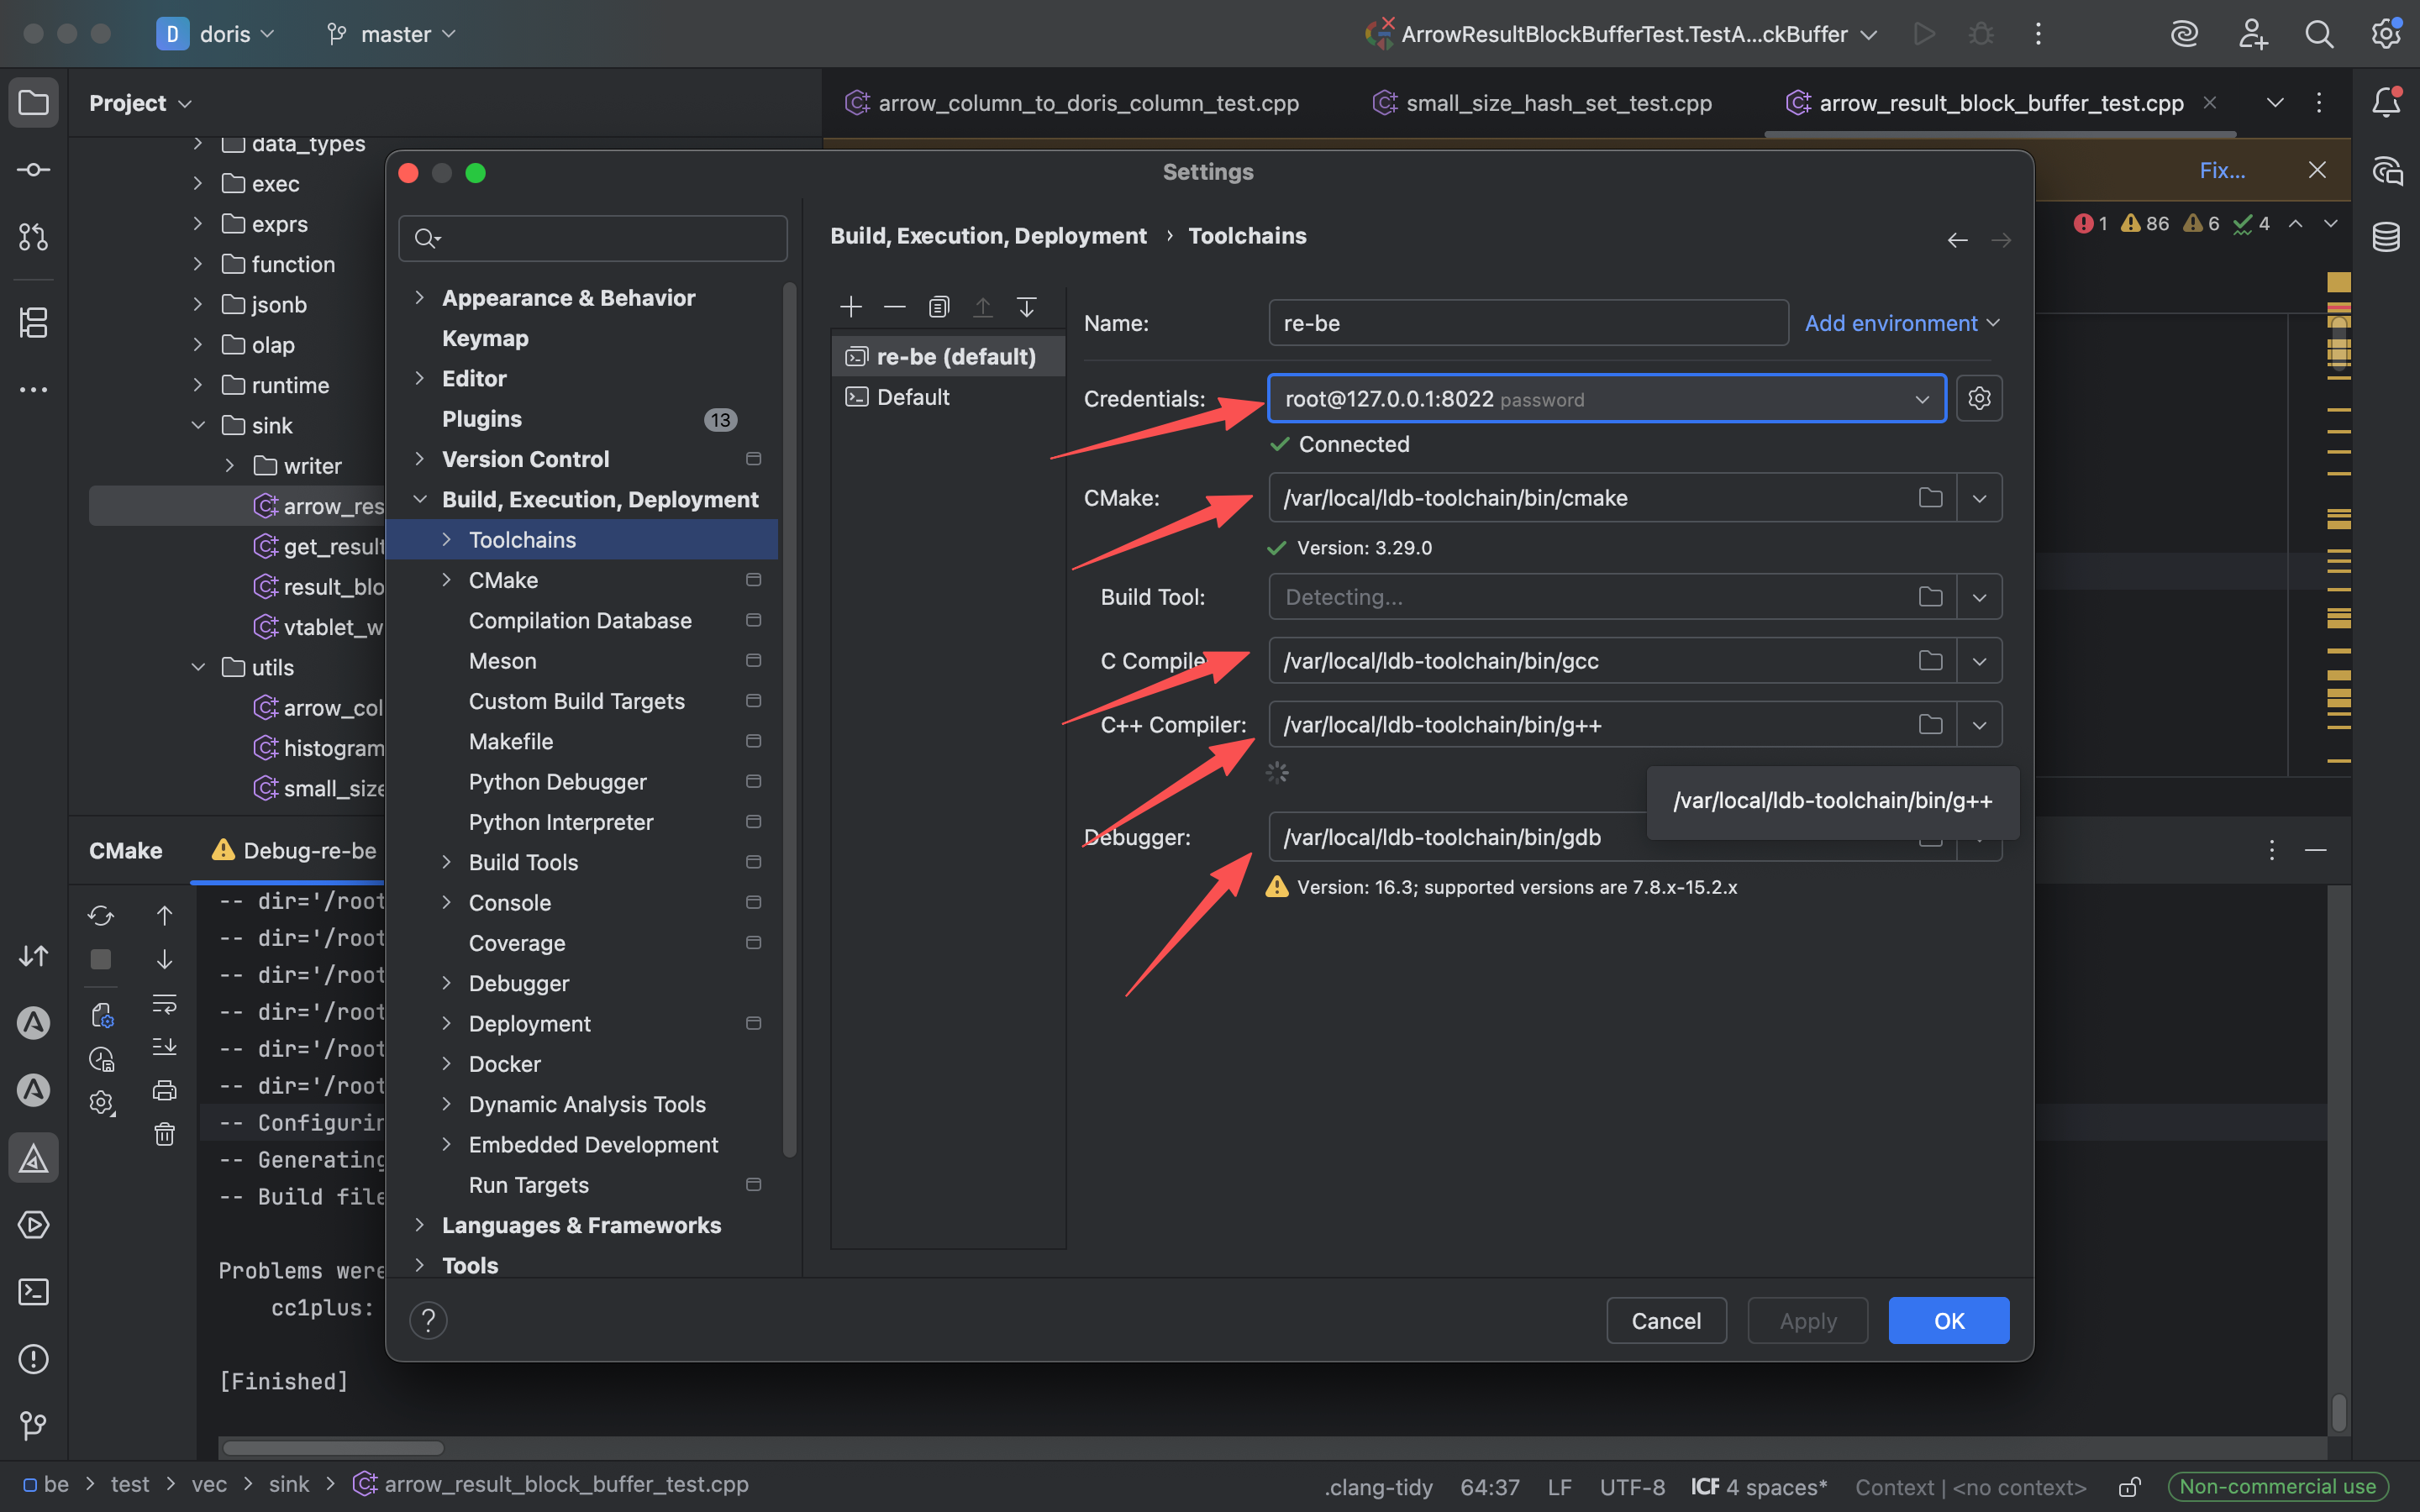 D doris master ArrowResultBlockBufferTest.TestA...ckBuffer
Project
arrow_column_to_doris_column_test.cpp small_size_hash_set_test.cpp arrow_result_block_buffer_test.cpp
data_types
exec
exprs
function
jsonb
olap
runtime
sink
writer
arrow_res
get_result
result_blo
vtablet_w
utils
arrow_col
histogram
small_size
Fix...
1 86 6 4
Settings
Appearance & Behavior
Keymap
Editor
Plugins 13
Version Control
Build, Execution, Deployment
Toolchains
CMake
Compilation Database
Meson
Custom Build Targets
Makefile
Python Debugger
Python Interpreter
Build Tools
Console
Coverage
Debugger
Deployment
Docker
Dynamic Analysis Tools
Embedded Development
Run Targets
Languages & Frameworks
Tools
Build, Execution, Deployment › Toolchains
re-be (default)
Default
Name: re-be Add environment
Credentials: root@127.0.0.1:8022 password
Connected
CMake: /var/local/ldb-toolchain/bin/cmake
Version: 3.29.0
Build Tool: Detecting...
C Compile /var/local/ldb-toolchain/bin/gcc
C++ Compiler: /var/local/ldb-toolchain/bin/g++
/var/local/ldb-toolchain/bin/g++
Debugger: /var/local/ldb-toolchain/bin/gdb
Version: 16.3; supported versions are 7.8.x-15.2.x
? Cancel Apply OK
CMake Debug-re-be
-- dir='/root
-- dir='/root
-- dir='/root
-- dir='/root
-- dir='/root
-- dir='/root
-- Configurin
-- Generating
-- Build file
Problems were
cc1plus:
[Finished]
be > test > vec > sink > arrow_result_block_buffer_test.cpp
.clang-tidy 64:37 LF UTF-8 ICF 4 spaces* Context | <no context> Non-commercial use